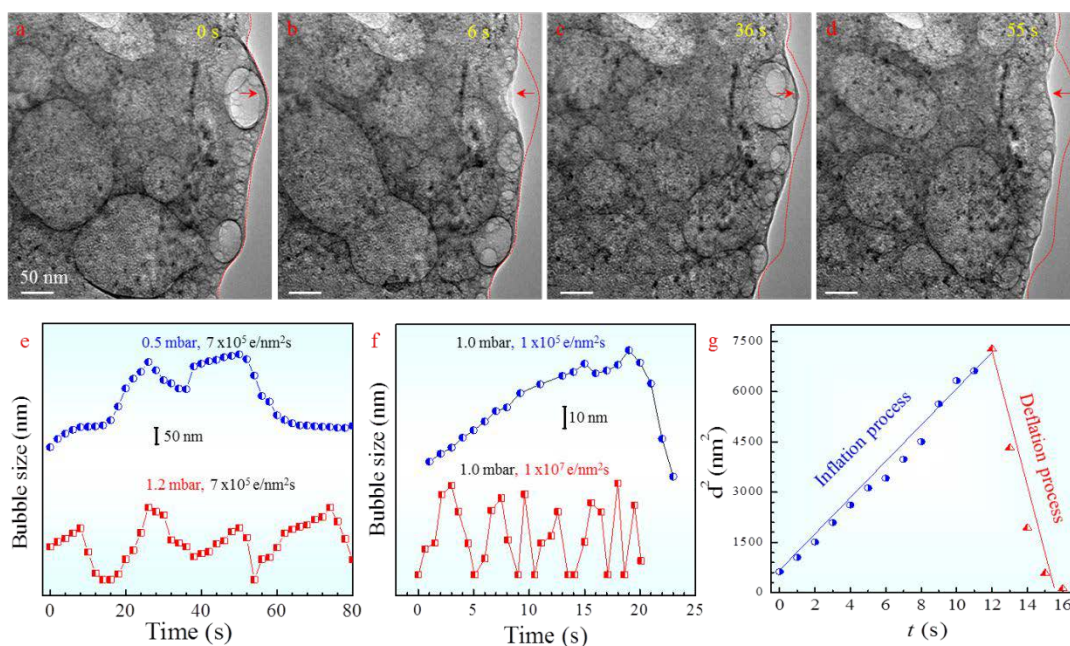 a
0 s
b
6 s
c
36 s
d
55 s
50 nm
e
0.5 mbar, 7 x10⁵ e/nm²s
50 nm
1.2 mbar, 7 x10⁵ e/nm²s
Bubble size (nm)
0
20
40
60
80
Time (s)
f
1.0 mbar, 1 x10⁵ e/nm²s
10 nm
1.0 mbar, 1 x10⁷ e/nm²s
Bubble size (nm)
0
5
10
15
20
25
Time (s)
g
7500
6000
4500
3000
1500
0
d² (nm²)
Inflation process
Deflation process
0
2
4
6
8
10
12
14
16
t (s)